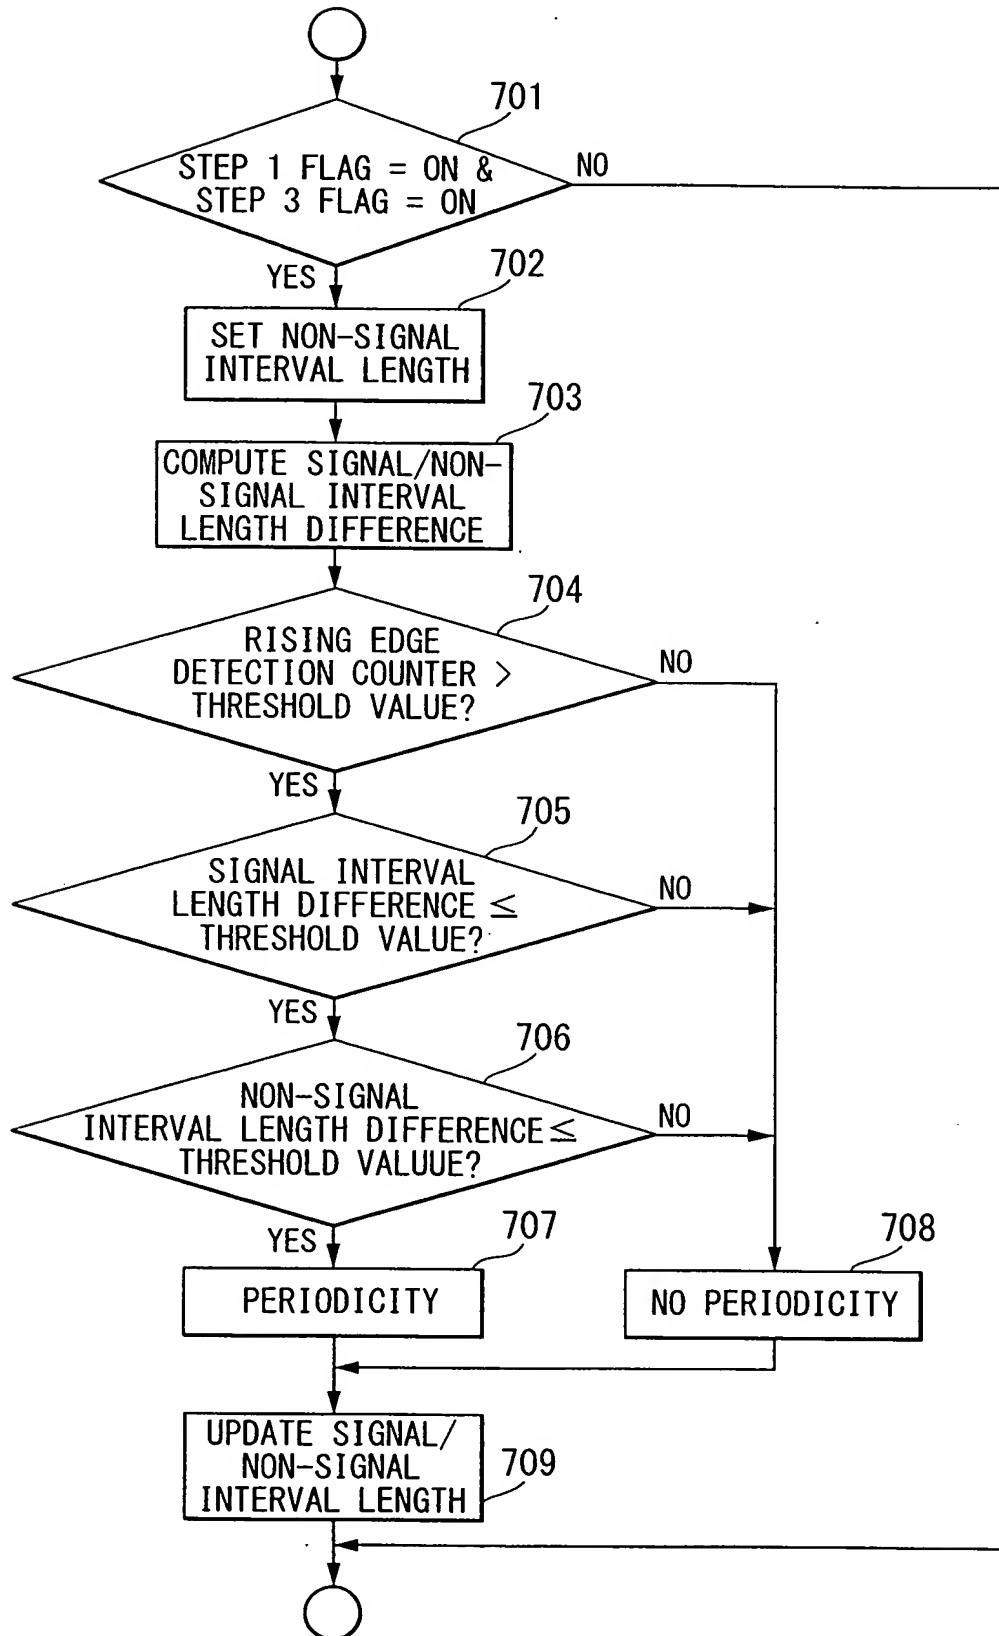 701
STEP 1 FLAG = ON &
STEP 3 FLAG = ON
NO
YES
702
SET NON-SIGNAL
INTERVAL LENGTH
703
COMPUTE SIGNAL/NON-
SIGNAL INTERVAL
LENGTH DIFFERENCE
704
RISING EDGE
DETECTION COUNTER >
THRESHOLD VALUE?
NO
YES
705
SIGNAL INTERVAL
LENGTH DIFFERENCE ≤
THRESHOLD VALUE?
NO
YES
706
NON-SIGNAL
INTERVAL LENGTH DIFFERENCE ≤
THRESHOLD VALUUE?
NO
YES
707
PERIODICITY
708
NO PERIODICITY
UPDATE SIGNAL/
NON-SIGNAL
INTERVAL LENGTH
709